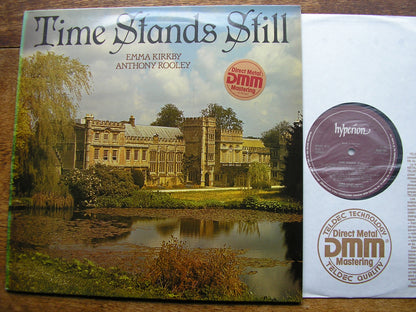 Time Stands Still
EMMA KIRKBY
ANTHONY ROOLEY
Direct Metal
DMM
Mastering
hyperion
TELDEC TECHNOLOGY
Direct Metal
DMM
Mastering
TELDEC QUALITY